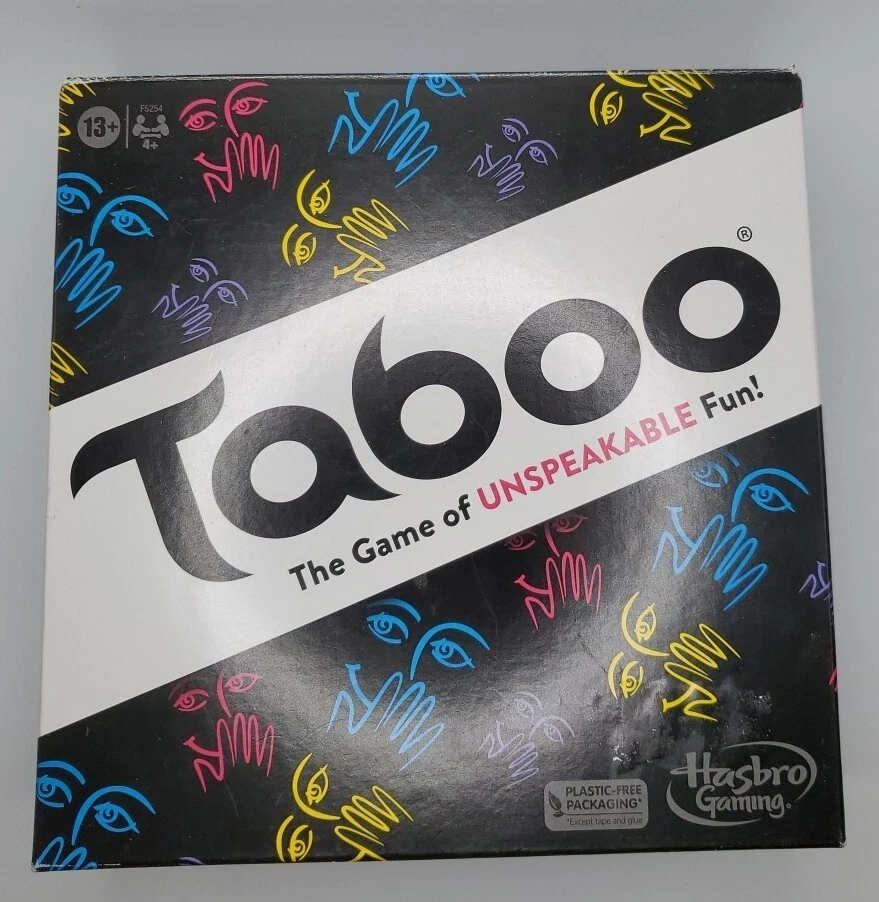 13+
F5254
4+
Taboo®
The Game of UNSPEAKABLE Fun!
PLASTIC-FREE
PACKAGING*
*Except tape and glue
Hasbro
Gaming®